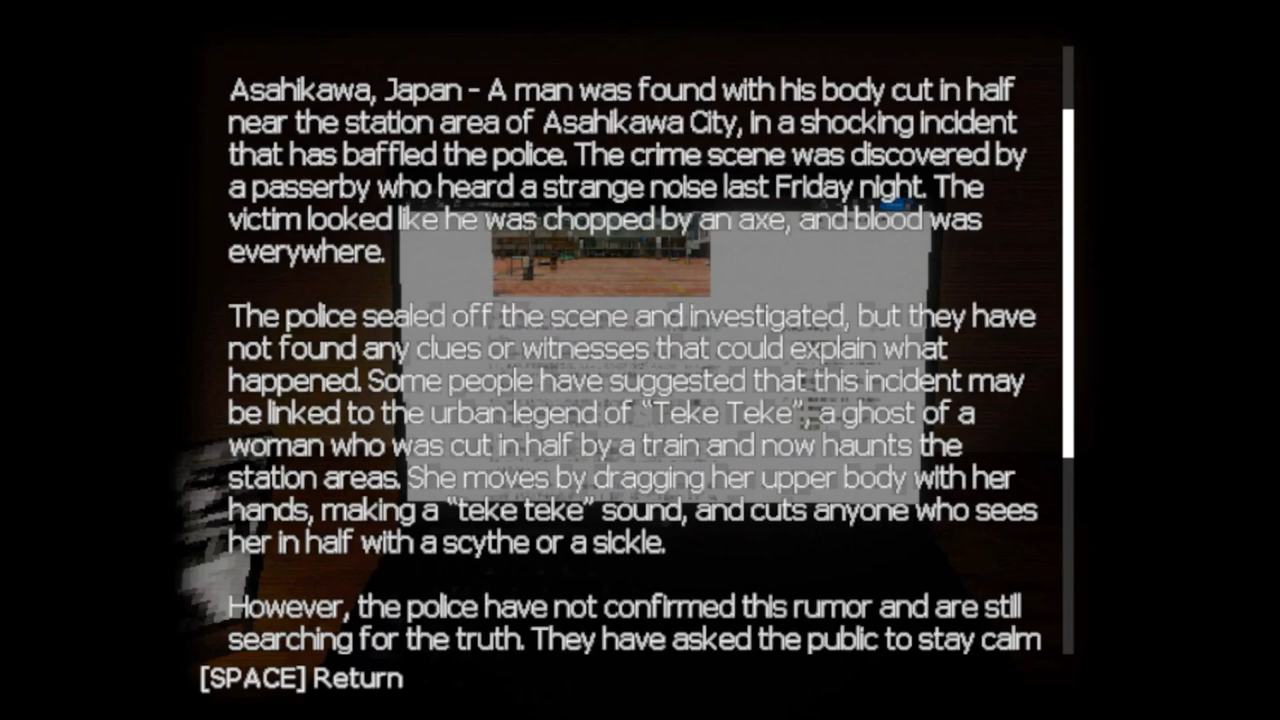 Asahikawa, Japan - A man was found with his body cut in half
near the station area of Asahikawa City, in a shocking incident
that has baffled the police. The crime scene was discovered by
a passerby who heard a strange noise last Friday night. The
victim looked like he was chopped by an axe, and blood was
everywhere.
The police sealed off the scene and investigated, but they have
not found any clues or witnesses that could explain what
happened. Some people have suggested that this incident may
be linked to the urban legend of “Teke Teke”, a ghost of a
woman who was cut in half by a train and now haunts the
station areas. She moves by dragging her upper body with her
hands, making a “teke teke” sound, and cuts anyone who sees
her in half with a scythe or a sickle.
However, the police have not confirmed this rumor and are still
searching for the truth. They have asked the public to stay calm
[SPACE] Return